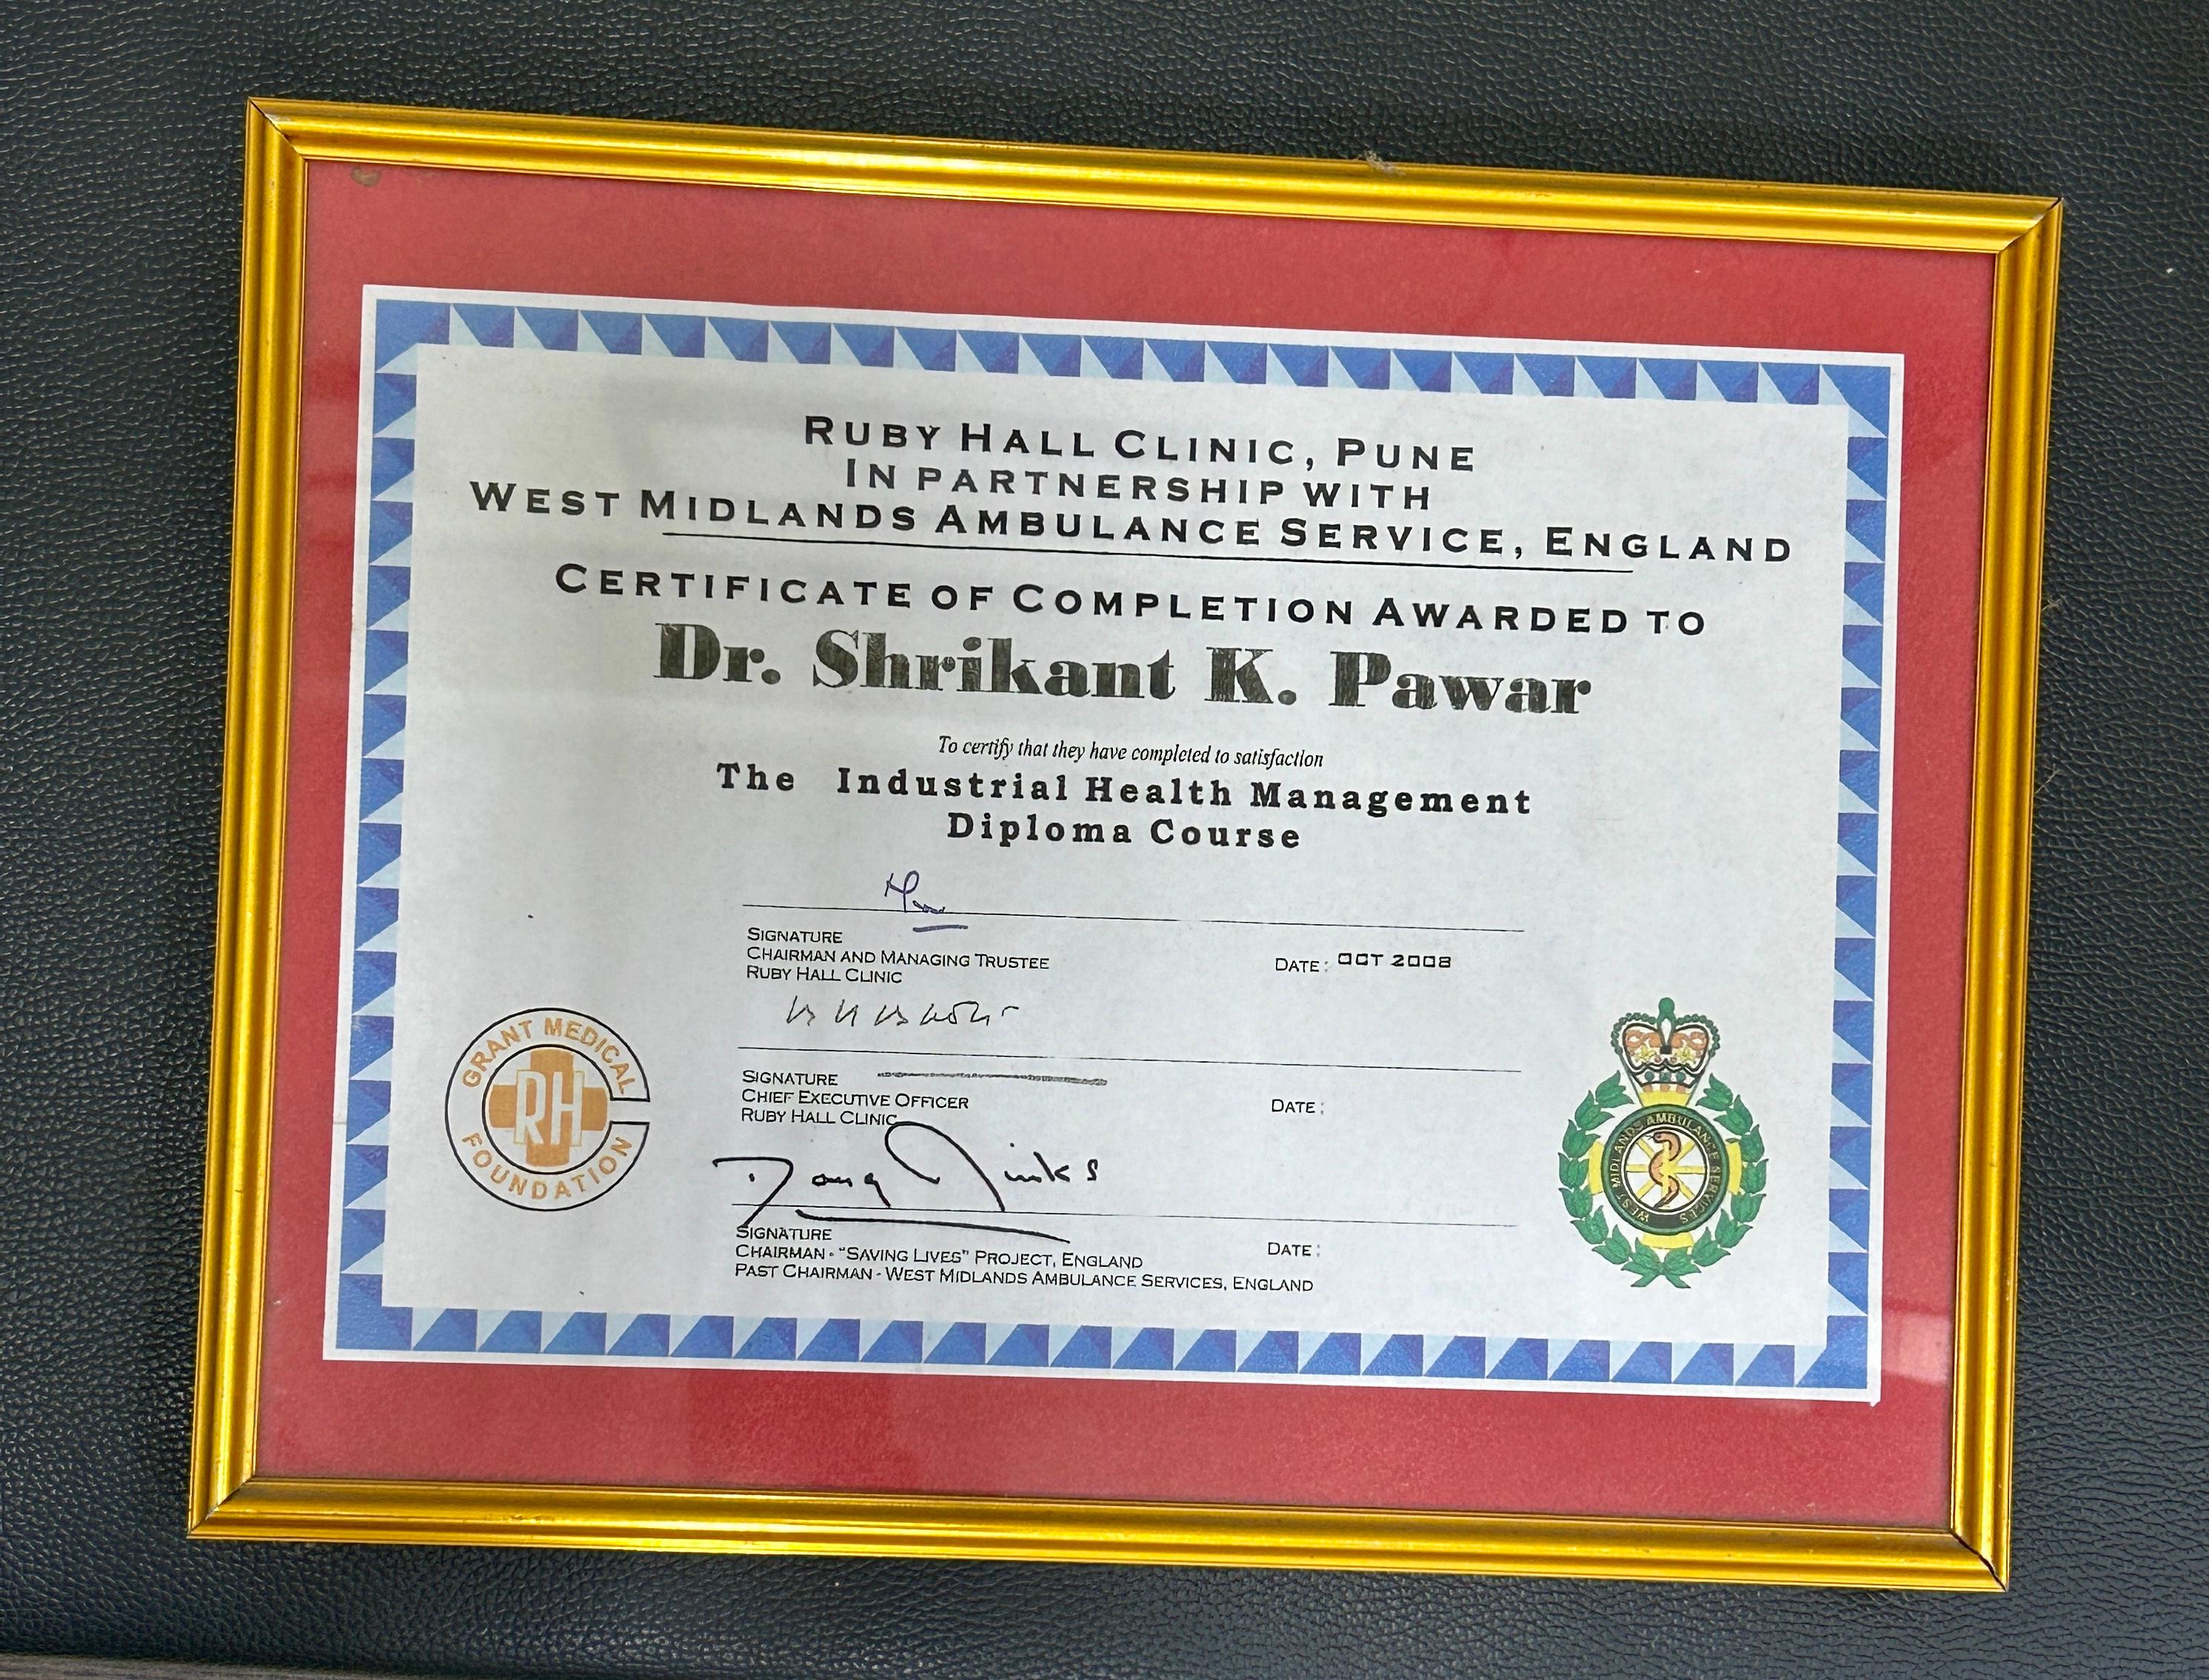 RUBY HALL CLINIC, PUNE
IN PARTNERSHIP WITH
WEST MIDLANDS AMBULANCE SERVICE, ENGLAND
CERTIFICATE OF COMPLETION AWARDED TO
Dr. Shrikant K. Pawar
To certify that they have completed to satisfaction
The Industrial Health Management
Diploma Course
SIGNATURE
CHAIRMAN AND MANAGING TRUSTEE
RUBY HALL CLINIC
DATE: OCT 2008
SIGNATURE
CHIEF EXECUTIVE OFFICER
RUBY HALL CLINIC
DATE:
GRANT MEDICAL
RH
FOUNDATION
SIGNATURE
CHAIRMAN - "SAVING LIVES" PROJECT, ENGLAND
PAST CHAIRMAN - WEST MIDLANDS AMBULANCE SERVICES, ENGLAND
DATE:
WEST MIDLANDS AMBULANCE SERVICES